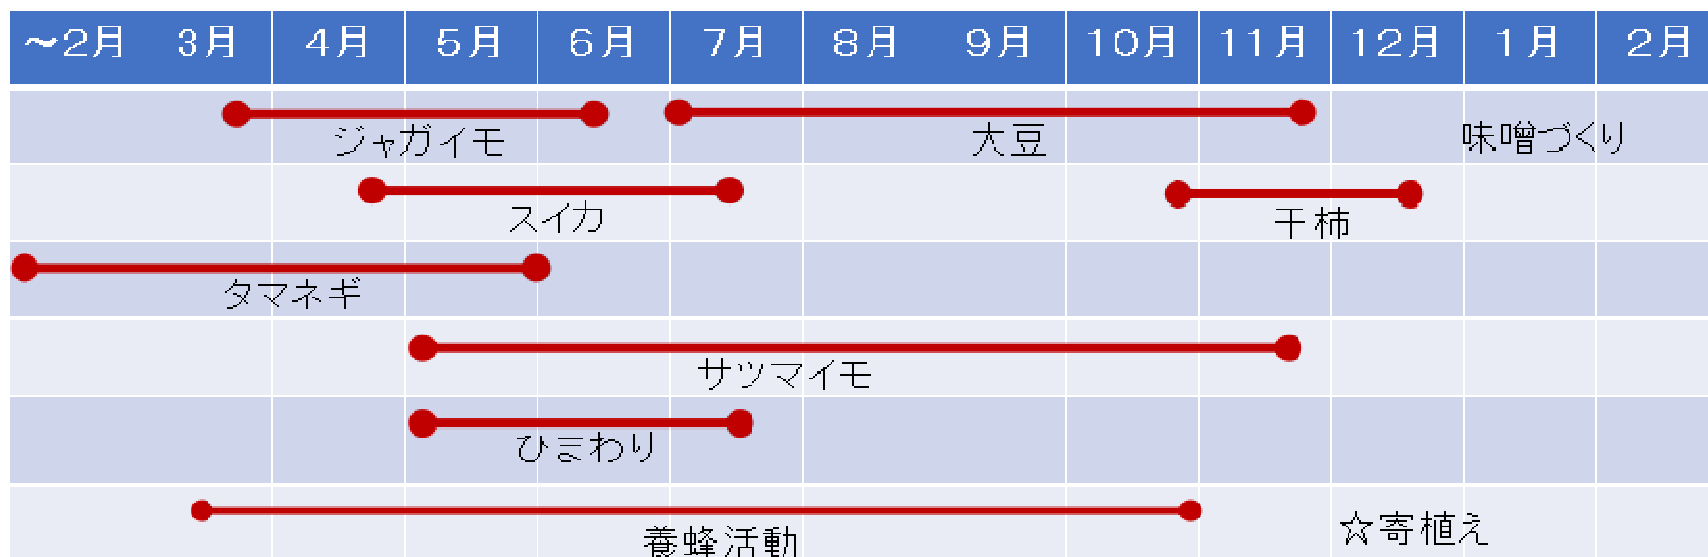 ～2月 3月 4月 5月 6月 7月 8月 9月 10月 11月 12月 1月 2月
ジャガイモ 大豆 味噌づくり
スイカ 干柿
タマネギ
サツマイモ
ひまわり
養蜂活動 ☆寄植え